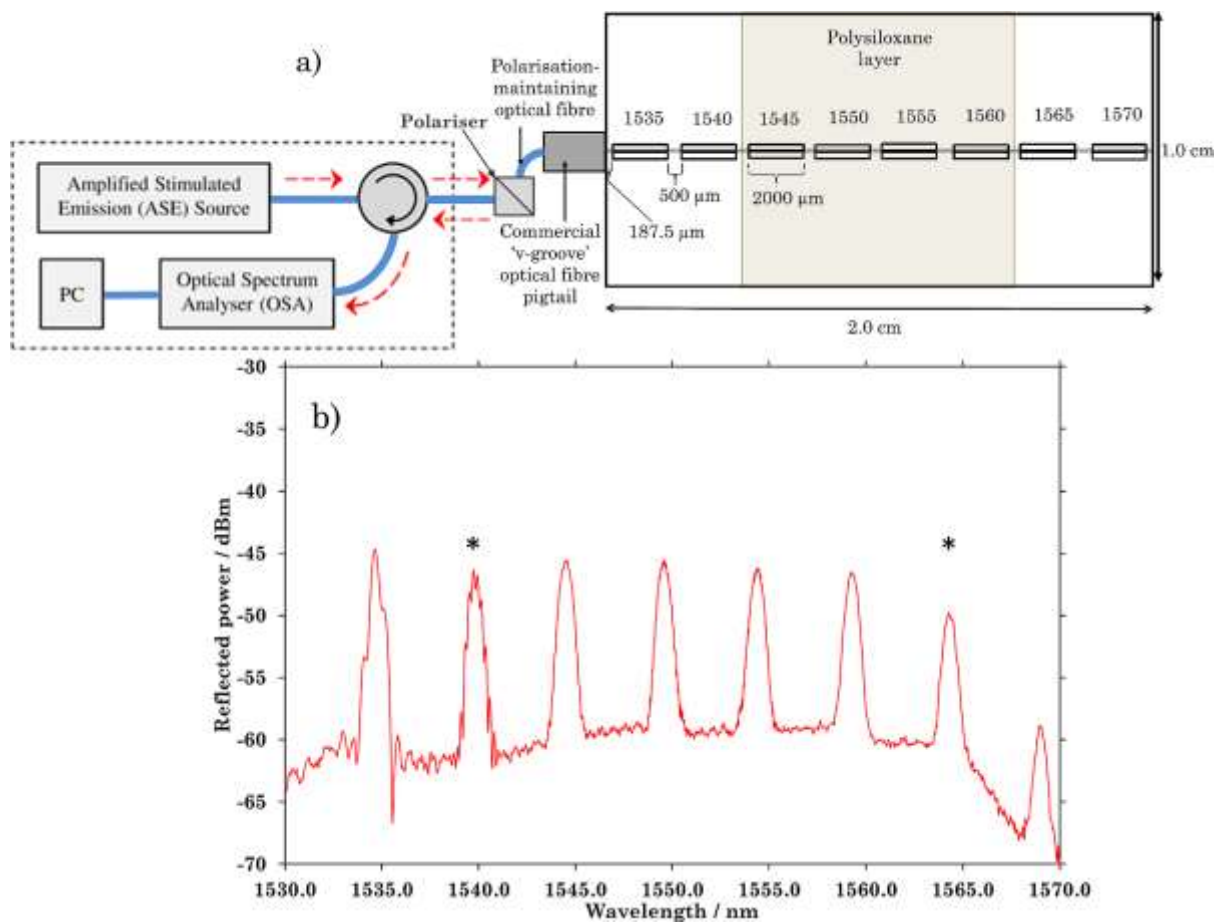 a)
Polarisation-
maintaining
optical fibre
Polariser
Polysiloxane
layer
1535 1540 1545 1550 1555 1560 1565 1570
500 μm
2000 μm
187.5 μm
1.0 cm
2.0 cm
Amplified Stimulated
Emission (ASE) Source
PC
Optical Spectrum
Analyser (OSA)
Commercial
'v-groove'
optical fibre
pigtail
b)
Reflected power / dBm
-30
-35
-40
-45
-50
-55
-60
-65
-70
* *
1530.0 1535.0 1540.0 1545.0 1550.0 1555.0 1560.0 1565.0 1570.0
Wavelength / nm